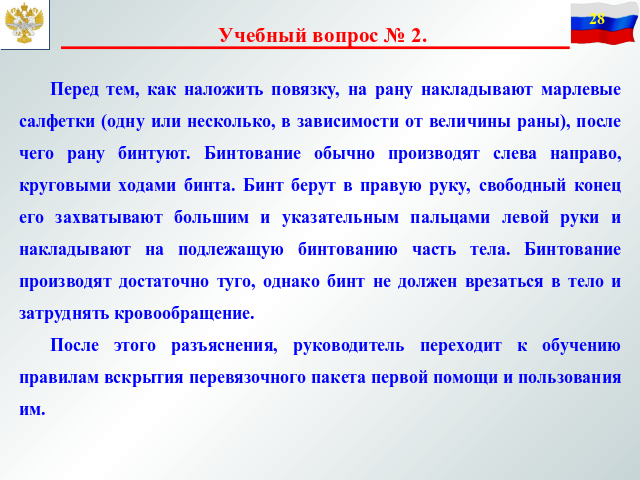 28
Учебный вопрос № 2.
Перед тем, как наложить повязку, на рану накладывают марлевые
салфетки (одну или несколько, в зависимости от величины раны), после
чего рану бинтуют. Бинтование обычно производят слева направо,
круговыми ходами бинта. Бинт берут в правую руку, свободный конец
его захватывают большим и указательным пальцами левой руки и
накладывают на подлежащую бинтованию часть тела. Бинтование
производят достаточно туго, однако бинт не должен врезаться в тело и
затруднять кровообращение.
После этого разъяснения, руководитель переходит к обучению
правилам вскрытия перевязочного пакета первой помощи и пользования
им.